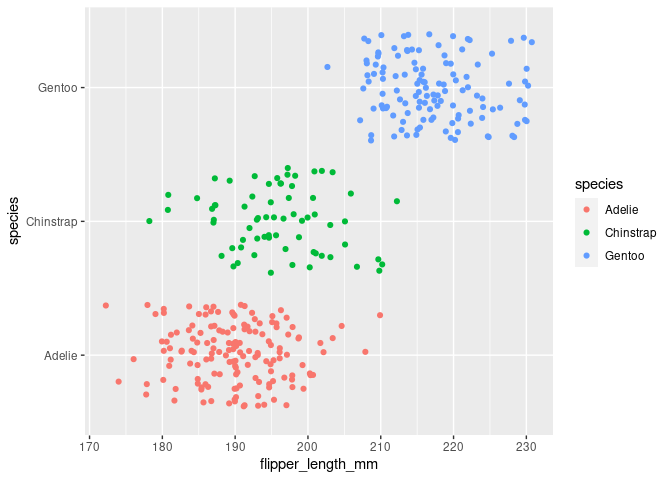 Gentoo
Chinstrap
Adelie
species
170 180 190 200 210 220 230
flipper_length_mm
species
Adelie
Chinstrap
Gentoo